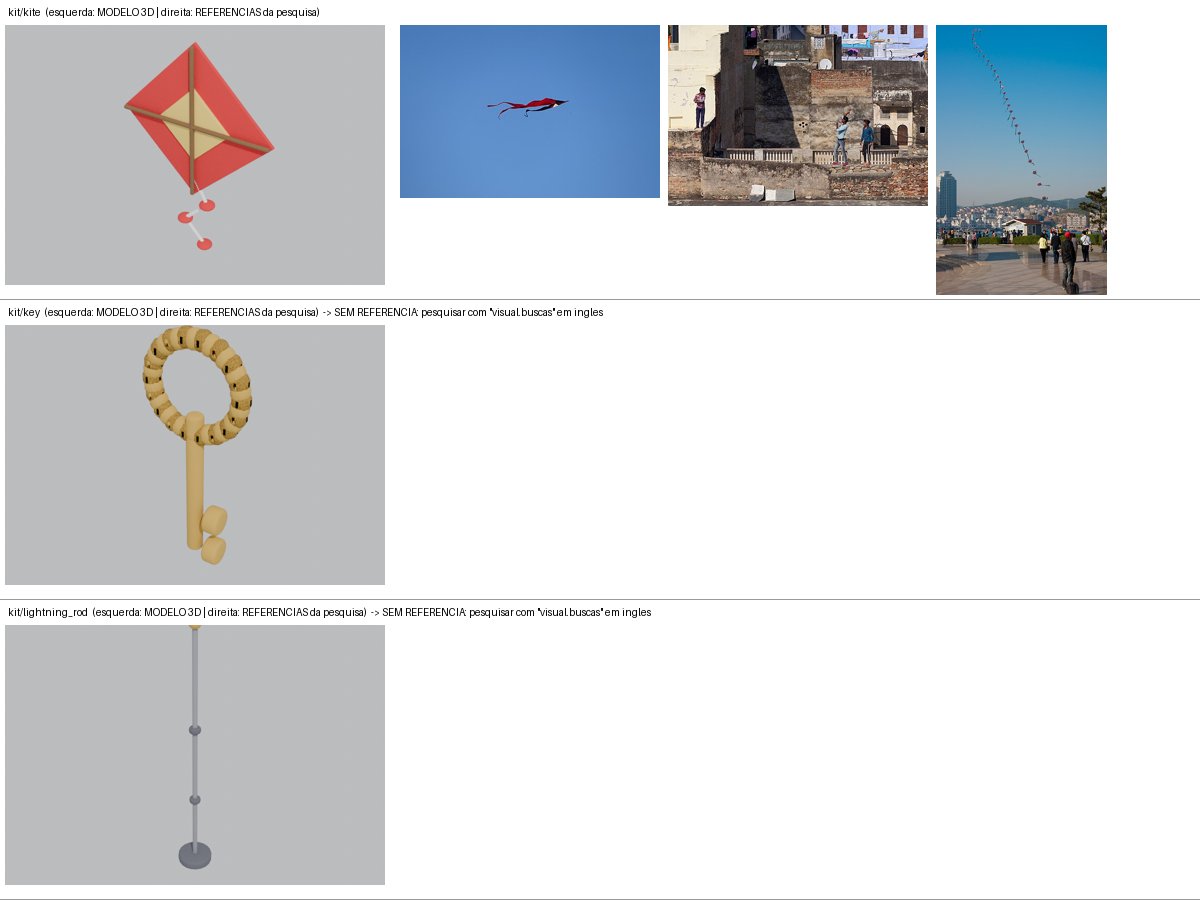 kit/kite (esquerda: MODELO 3D | direita: REFERENCIAS da pesquisa)
kit/key (esquerda: MODELO 3D | direita: REFERENCIAS da pesquisa) -> SEM REFERENCIA: pesquisar com "visual.buscas" em ingles
kit/lightning_rod (esquerda: MODELO 3D | direita: REFERENCIAS da pesquisa) -> SEM REFERENCIA: pesquisar com "visual.buscas" em ingles